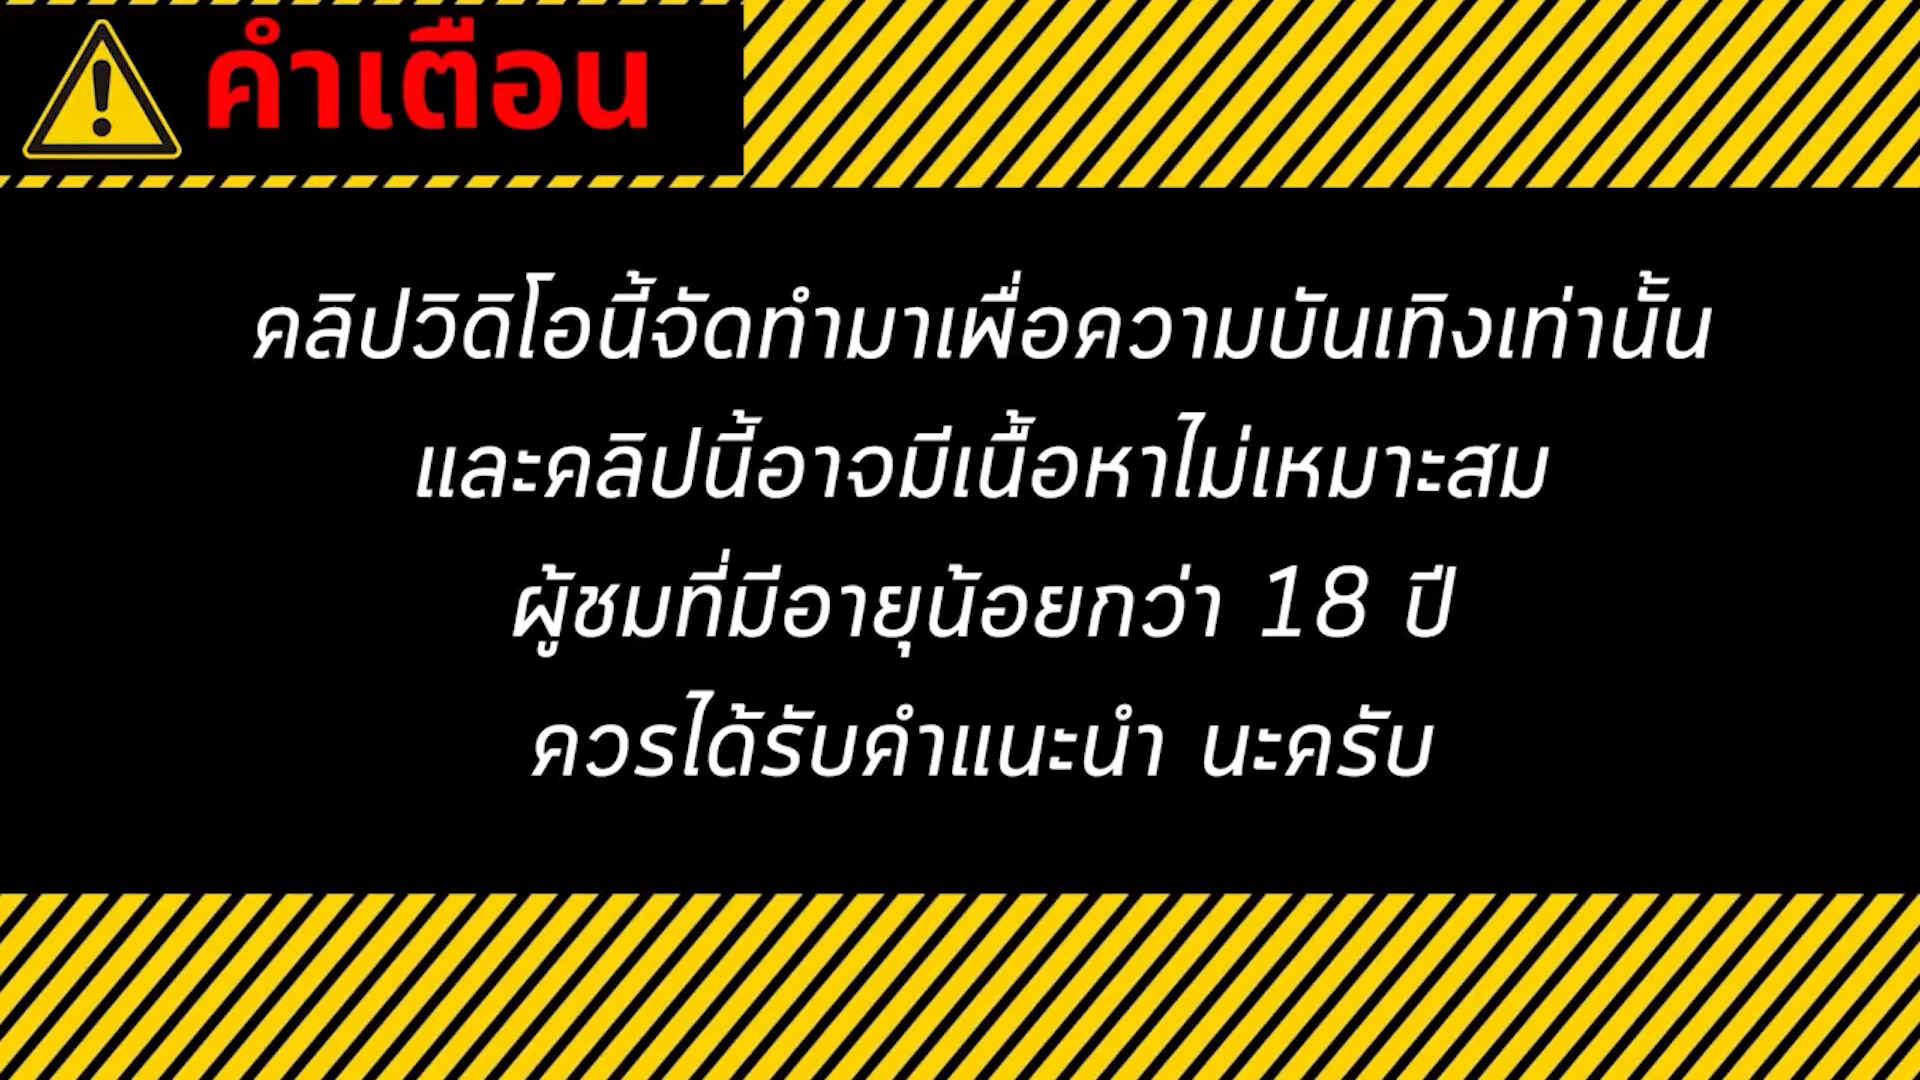 คำเตือน
คลิปวิดิโอนี้จัดทำมาเพื่อความบันเทิงเท่านั้น
และคลิปนี้อาจมีเนื้อหาไม่เหมาะสม
ผู้ชมที่มีอายุน้อยกว่า 18 ปี
ควรได้รับคำแนะนำ นะครับ